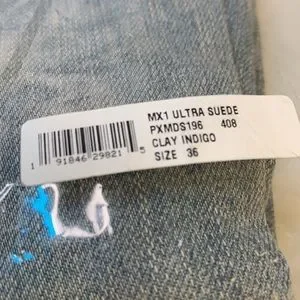 MX1 ULTRA SUEDE
PXMDS196 408
CLAY INDIGO
SIZE 36
1 91846 29821 5